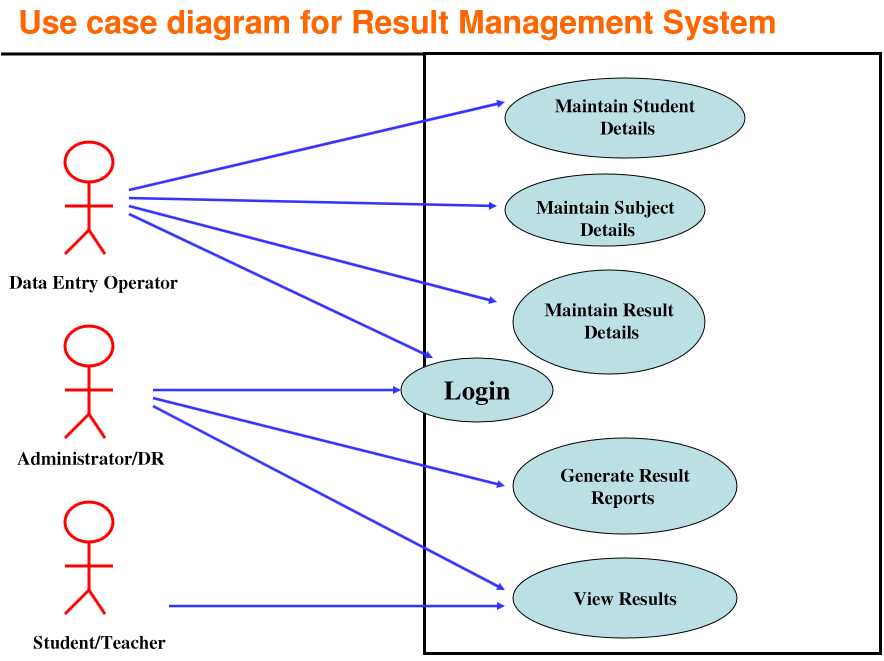 Use case diagram for Result Management System
Maintain Student
Details
Maintain Subject
Details
Data Entry Operator
Maintain Result
Details
Login
Administrator/DR
Generate Result
Reports
View Results
Student/Teacher